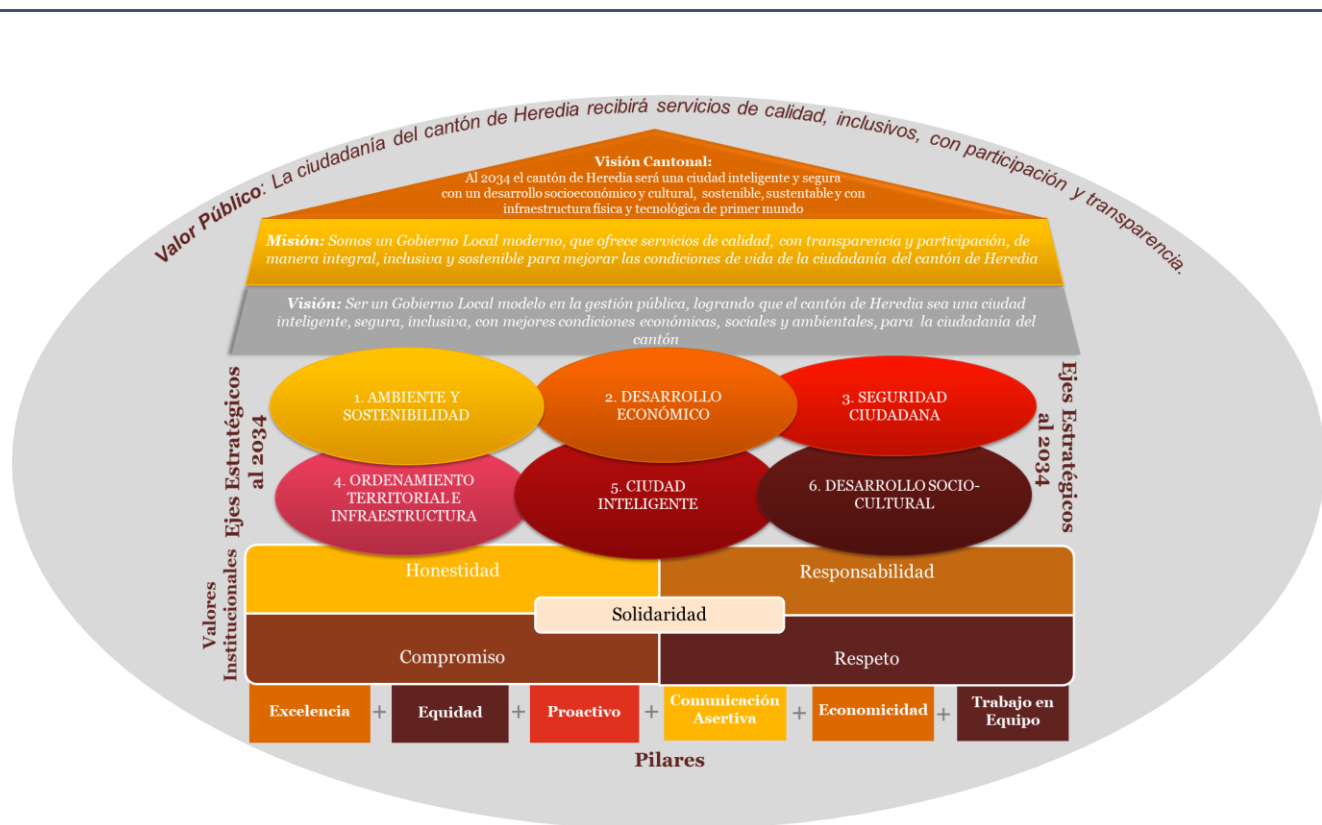 Valor Público: La ciudadanía del cantón de Heredia recibirá servicios de calidad, inclusivos, con participación y transparencia.
Visión Cantonal:
Al 2034 el cantón de Heredia será una ciudad inteligente y segura
con un desarrollo socioeconómico y cultural, sostenible, sustentable y con
infraestructura física y tecnológica de primer mundo
Misión: Somos un Gobierno Local moderno, que ofrece servicios de calidad, con transparencia y participación, de
manera integral, inclusiva y sostenible para mejorar las condiciones de vida de la ciudadanía del cantón de Heredia
Visión: Ser un Gobierno Local modelo en la gestión pública, logrando que el cantón de Heredia sea una ciudad
inteligente, segura, inclusiva, con mejores condiciones económicas, sociales y ambientales, para la ciudadanía del
cantón
Ejes Estratégicos
al 2034
1. AMBIENTE Y
SOSTENIBILIDAD
2. DESARROLLO
ECONÓMICO
3. SEGURIDAD
CIUDADANA
4. ORDENAMIENTO
TERRITORIAL E
INFRAESTRUCTURA
5. CIUDAD
INTELIGENTE
6. DESARROLLO SOCIO-
CULTURAL
Ejes Estratégicos
al 2034
Valores
Institucionales
Honestidad
Responsabilidad
Solidaridad
Compromiso
Respeto
Excelencia
+
Equidad
+
Proactivo
+
Comunicación
Asertiva
+
Economicidad
+
Trabajo en
Equipo
Pilares